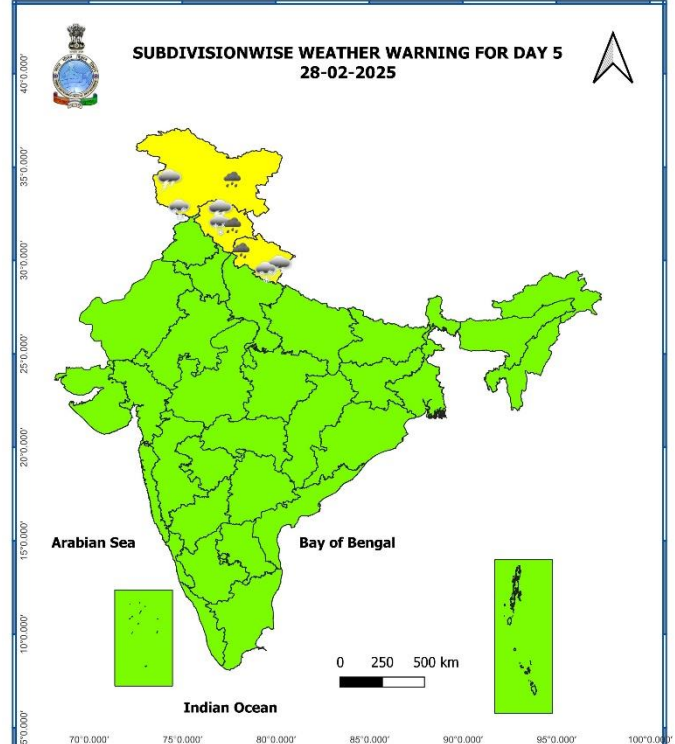 SUBDIVISIONWISE WEATHER WARNING FOR DAY 5
28-02-2025
40°0.000'
35°0.000'
30°0.000'
25°0.000'
20°0.000'
15°0.000'
10°0.000'
5°0.000'
Arabian Sea
Bay of Bengal
0 250 500 km
Indian Ocean
70°0.000' 75°0.000' 80°0.000' 85°0.000' 90°0.000' 95°0.000' 100°0.000'